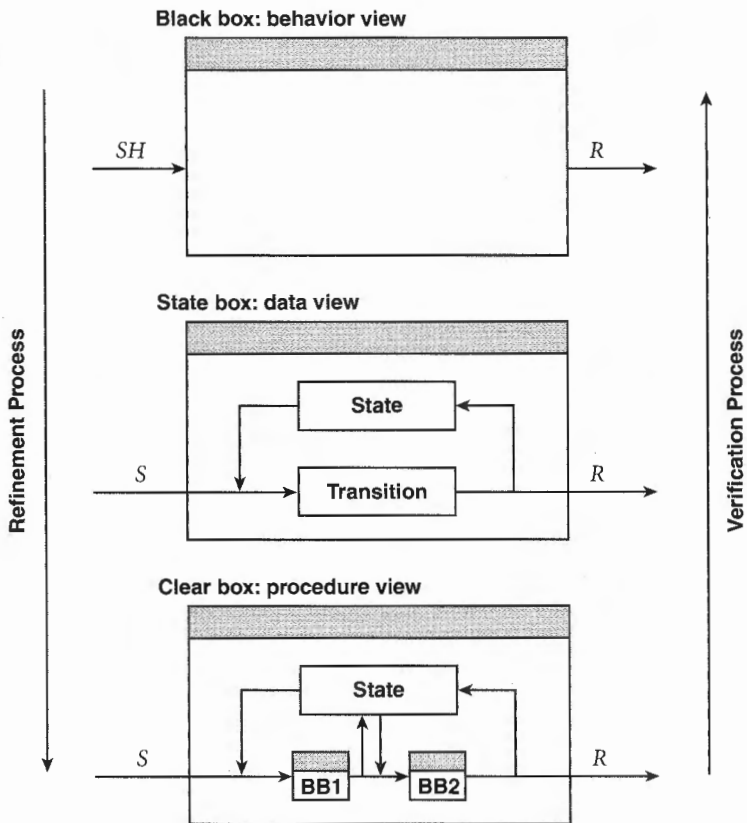 Black box: behavior view
SH
R
State box: data view
State
S
Transition
R
Clear box: procedure view
State
S
BB1
BB2
R
Refinement Process
Verification Process